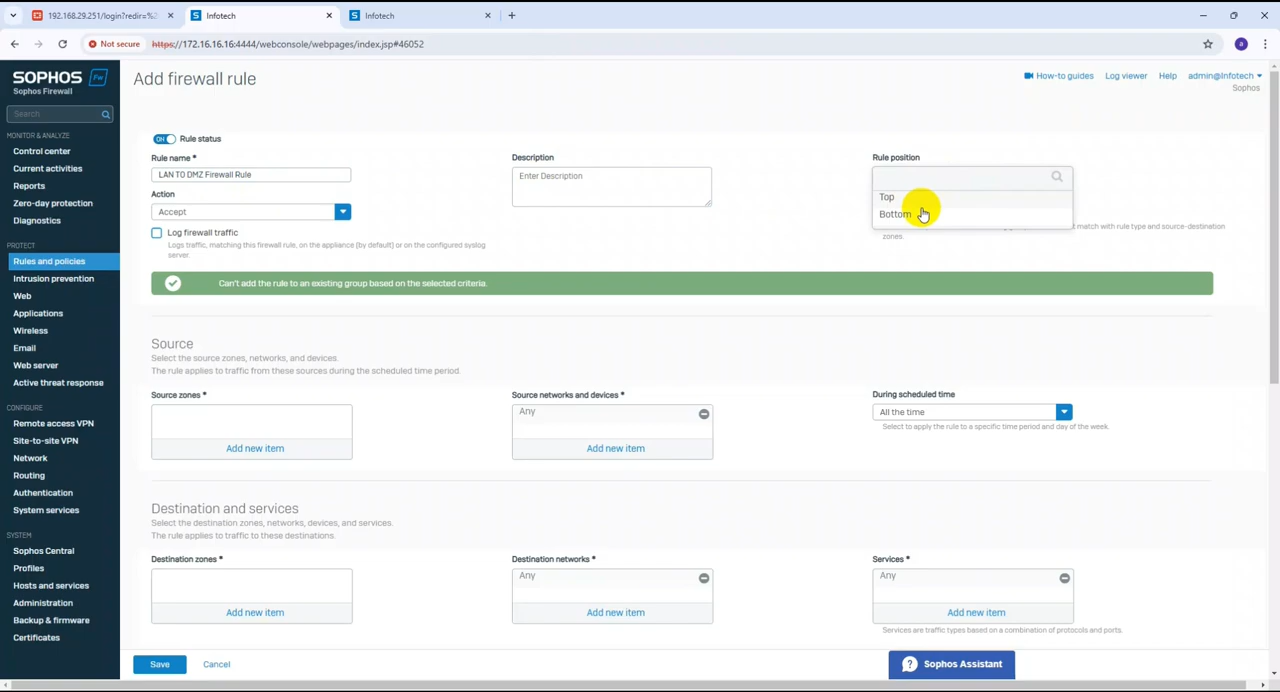 192.168.29.251/login?redir=%2
Infotech
Infotech
Not secure
https://172.16.16.16:4444/webconsole/webpages/index.jsp#46052
a
SOPHOS Fw
Sophos Firewall
Search
MONITOR & ANALYZE
Control center
Current activities
Reports
Zero-day protection
Diagnostics
PROTECT
Rules and policies
Intrusion prevention
Web
Applications
Wireless
Email
Web server
Active threat response
CONFIGURE
Remote access VPN
Site-to-site VPN
Network
Routing
Authentication
System services
SYSTEM
Sophos Central
Profiles
Hosts and services
Administration
Backup & firmware
Certificates
Add firewall rule
How-to guides Log viewer Help admin@Infotech
Sophos
ON Rule status
Rule name *
LAN TO DMZ Firewall Rule
Action
Accept
Log firewall traffic
Logs traffic, matching this firewall rule, on the appliance (by default) or on the configured syslog
server.
Description
Enter Description
Rule position
Top
Bottom
t match with rule type and source-destination
zones.
Can't add the rule to an existing group based on the selected criteria.
Source
Select the source zones, networks, and devices.
The rule applies to traffic from these sources during the scheduled time period.
Source zones *
Add new item
Source networks and devices *
Any
Add new item
During scheduled time
All the time
Select to apply the rule to a specific time period and day of the week.
Destination and services
Select the destination zones, networks, devices, and services.
The rule applies to traffic to these destinations.
Destination zones *
Add new item
Destination networks *
Any
Add new item
Services *
Any
Add new item
Services are traffic types based on a combination of protocols and ports.
Save Cancel
? Sophos Assistant